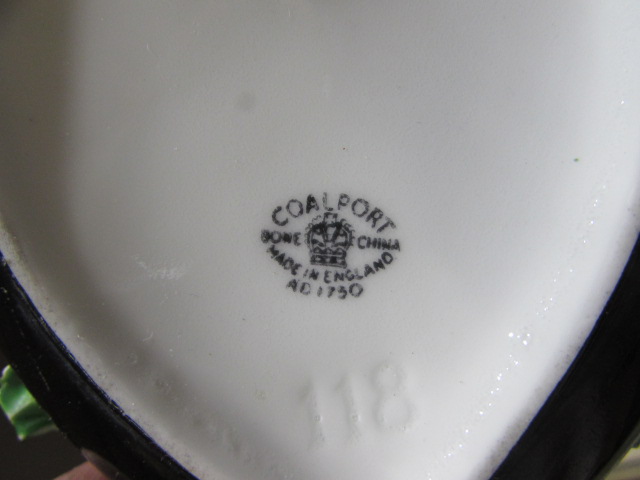 COALPORT
BONE CHINA
MADE IN ENGLAND
AD 1750
118